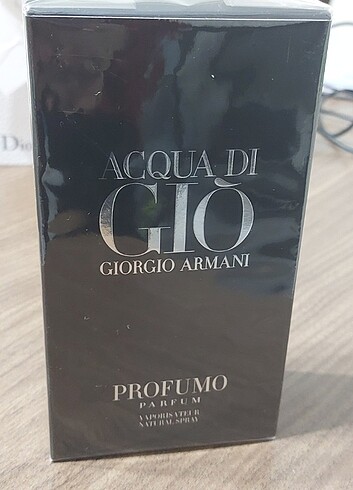 ACQUA DI
GIÒ
GIORGIO ARMANI
PROFUMO
PARFUM
VAPORISATEUR
NATURAL SPRAY